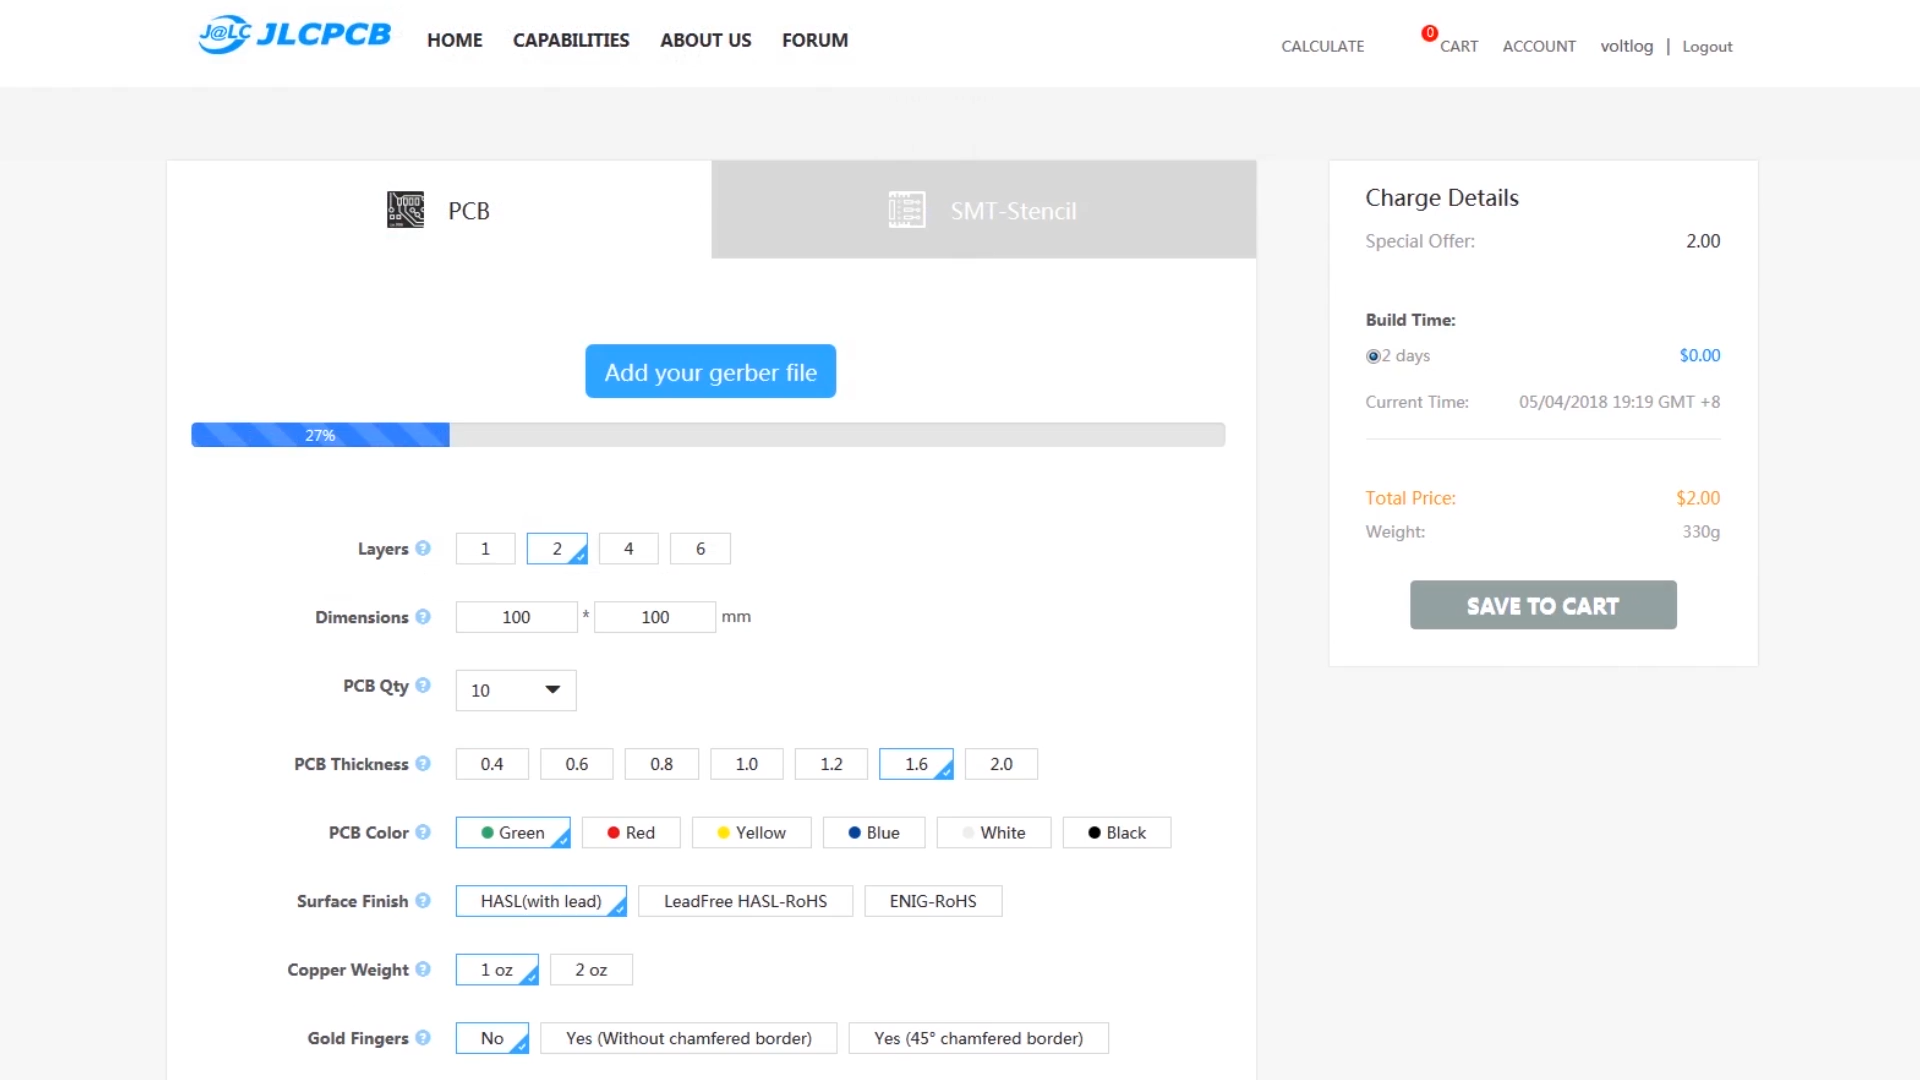 J@LC JLCPCB HOME CAPABILITIES ABOUT US FORUM
CALCULATE 0 CART ACCOUNT voltlog | Logout
PCB
SMT-Stencil
Add your gerber file
27%
Layers ? 1 2 4 6
Dimensions ? 100 * 100 mm
PCB Qty ? 10
PCB Thickness ? 0.4 0.6 0.8 1.0 1.2 1.6 2.0
PCB Color ? Green Red Yellow Blue White Black
Surface Finish ? HASL(with lead) LeadFree HASL-RoHS ENIG-RoHS
Copper Weight ? 1 oz 2 oz
Gold Fingers ? No Yes (Without chamfered border) Yes (45° chamfered border)
Charge Details
Special Offer: 2.00
Build Time:
2 days $0.00
Current Time: 05/04/2018 19:19 GMT +8
Total Price: $2.00
Weight: 330g
SAVE TO CART